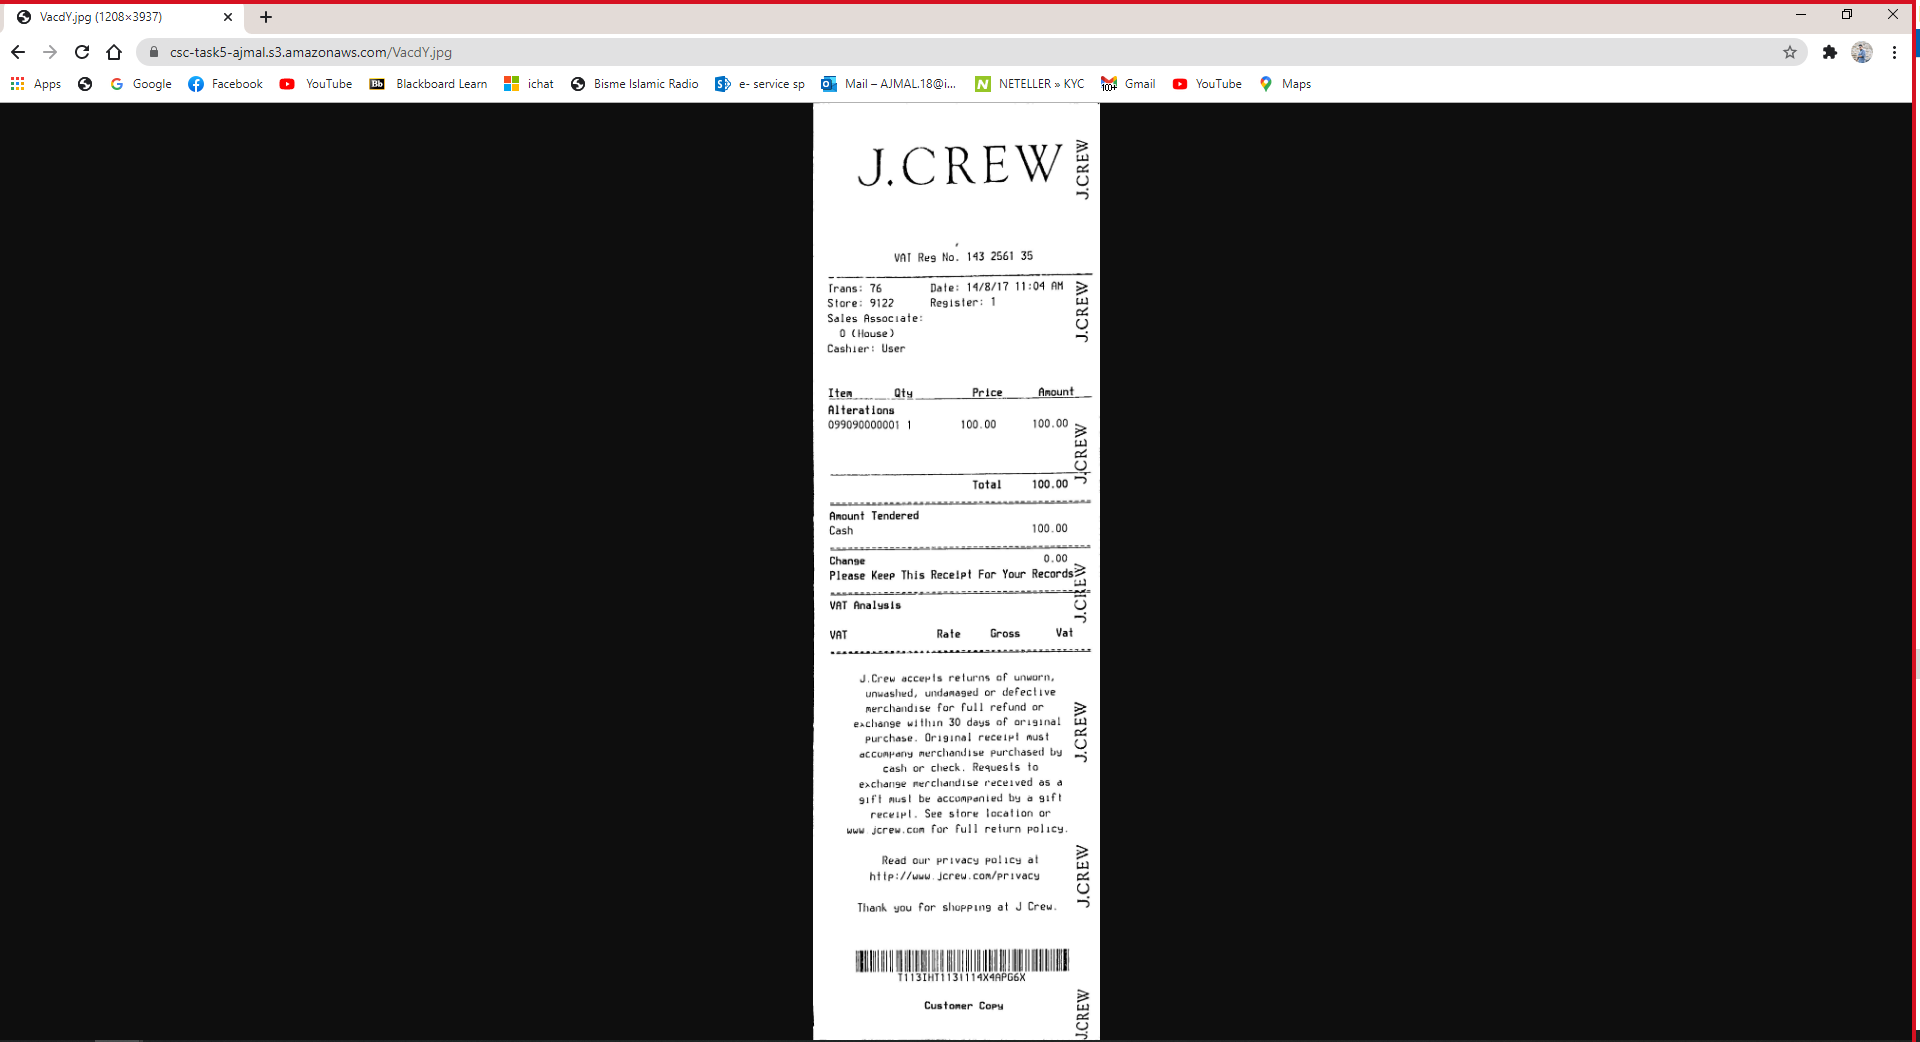 VacdY.jpg (1208×3937)
csc-task5-ajmal.s3.amazonaws.com/VacdY.jpg
Apps Google Facebook YouTube Bb Blackboard Learn ichat Bisme Islamic Radio e- service sp Mail – AJMAL.18@i... N NETELLER » KYC 100+ Gmail YouTube Maps
J.CREW
J.CREW
VAT Reg No. 143 2561 35
Trans: 76 Date: 14/8/17 11:04 AM
Store: 9122 Register: 1
J.CREW
Sales Associate:
0 (House)
Cashier: User
Item Qty Price Amount
Alterations
099090000001 1 100.00 100.00
J.CREW
Total 100.00
Amount Tendered
Cash 100.00
Change 0.00
Please Keep This Receipt For Your Records
J.CREW
VAT Analysis
VAT Rate Gross Vat
J.Crew accepts returns of unworn,
unwashed, undamaged or defective
merchandise for full refund or
exchange within 30 days of original
purchase. Original receipt must
accompany merchandise purchased by
cash or check. Requests to
exchange merchandise received as a
gift must be accompanied by a gift
receipt. See store location or
www.jcrew.com for full return policy.
J.CREW
Read our privacy policy at
http://www.jcrew.com/privacy
J.CREW
Thank you for shopping at J Crew.
Customer Copy
J.CREW